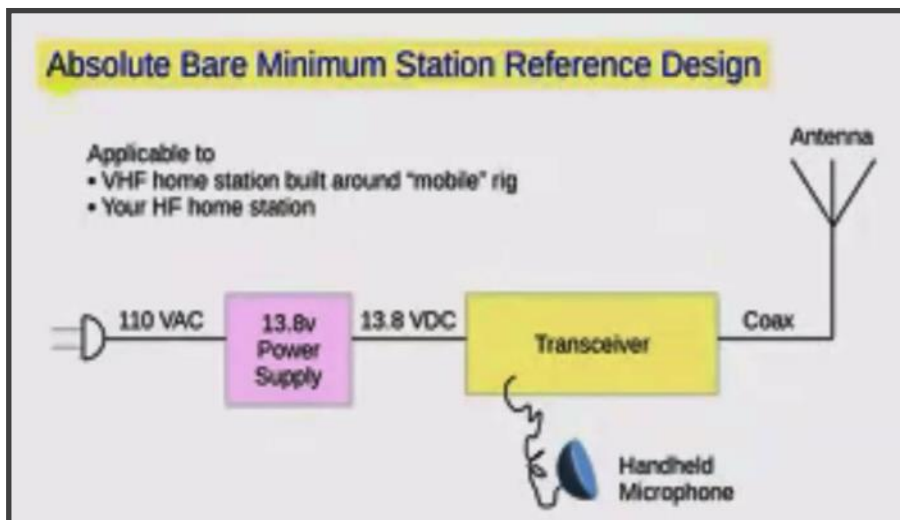 Absolute Bare Minimum Station Reference Design
Applicable to
• VHF home station built around "mobile" rig
• Your HF home station
Antenna
110 VAC
13.8v
Power
Supply
13.8 VDC
Transceiver
Coax
Handheld
Microphone